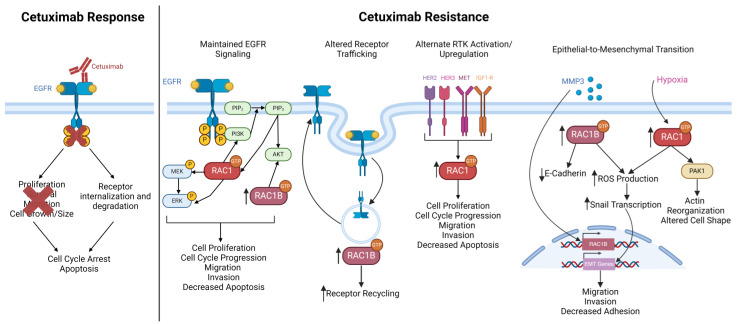 Cetuximab Response
Cetuximab
EGFR
Proliferation
Cell Growth/Size
Receptor
internalization and
degradation
Cell Cycle Arrest
Apoptosis
Cetuximab Resistance
Maintained EGFR
Signaling
EGFR
P P
P P
PIP2
PIP3
PI3K
AKT
MEK
P
ERK
P
RAC1
GTP
RAC1B
GTP
Cell Proliferation
Cell Cycle Progression
Migration
Invasion
Decreased Apoptosis
Altered Receptor
Trafficking
RAC1B
GTP
Receptor Recycling
Alternate RTK Activation/
Upregulation
HER2 HER3 MET IGF1-R
RAC1
GTP
Cell Proliferation
Cell Cycle Progression
Migration
Invasion
Decreased Apoptosis
Epithelial-to-Mesenchymal Transition
MMP3
Hypoxia
RAC1B
GTP
RAC1
GTP
E-Cadherin
ROS Production
PAK1
Snail Transcription
Actin
Reorganization
Altered Cell Shape
RAC1B
EMT Genes
Migration
Invasion
Decreased Adhesion